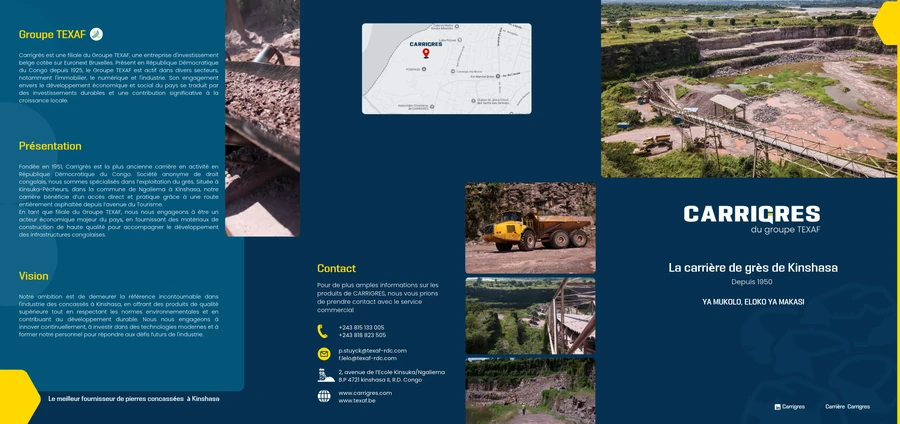 Groupe TEXAF
Carrigrès est une filiale du Groupe TEXAF, une entreprise d'investissement
belge cotée sur Euronext Bruxelles. Présent en République Démocratique
du Congo depuis 1925, le Groupe TEXAF est actif dans divers secteurs,
notamment l'immobilier, le numérique et l'industrie. Son engagement
envers le développement économique et social du pays se traduit par
des investissements durables et une contribution significative à la
croissance locale.
Présentation
Fondée en 1951, Carrigrès est la plus ancienne carrière en activité en
République Démocratique du Congo. Société anonyme de droit
congolais, nous sommes spécialisés dans l'exploitation du grès. Située à
Kinsuka-Pêcheurs, dans la commune de Ngaliema à Kinshasa, notre
carrière bénéficie d'un accès direct et pratique grâce à une route
entièrement asphaltée depuis l'avenue du Tourisme.
En tant que filiale du Groupe TEXAF, nous nous engageons à être un
acteur économique majeur du pays, en fournissant des matériaux de
construction de haute qualité pour accompagner le développement
des infrastructures congolaises.
Vision
Notre ambition est de demeurer la référence incontournable dans
l'industrie des concassés à Kinshasa, en offrant des produits de qualité
supérieure tout en respectant les normes environnementales et en
contribuant au développement durable. Nous nous engageons à
innover continuellement, à investir dans des technologies modernes et à
former notre personnel pour répondre aux défis futurs de l'industrie.
Le meilleur fournisseur de pierres concassées à Kinshasa
CARRIGRES
Contact
Pour de plus amples informations sur les
produits de CARRIGRES, nous vous prions
de prendre contact avec le service
commercial
+243 815 133 005
+243 818 823 505
p.stuyck@texaf-rdc.com
f.lelo@texaf-rdc.com
2, avenue de l'Ecole Kinsuka/Ngaliema
B.P 4721 kinshasa II, R.D. Congo
www.carrigres.com
www.texaf.be
CARRIGRES
du groupe TEXAF
La carrière de grès de Kinshasa
Depuis 1950
YA MUKOLO, ELOKO YA MAKASI
Carrigres
Carrière Carrigres